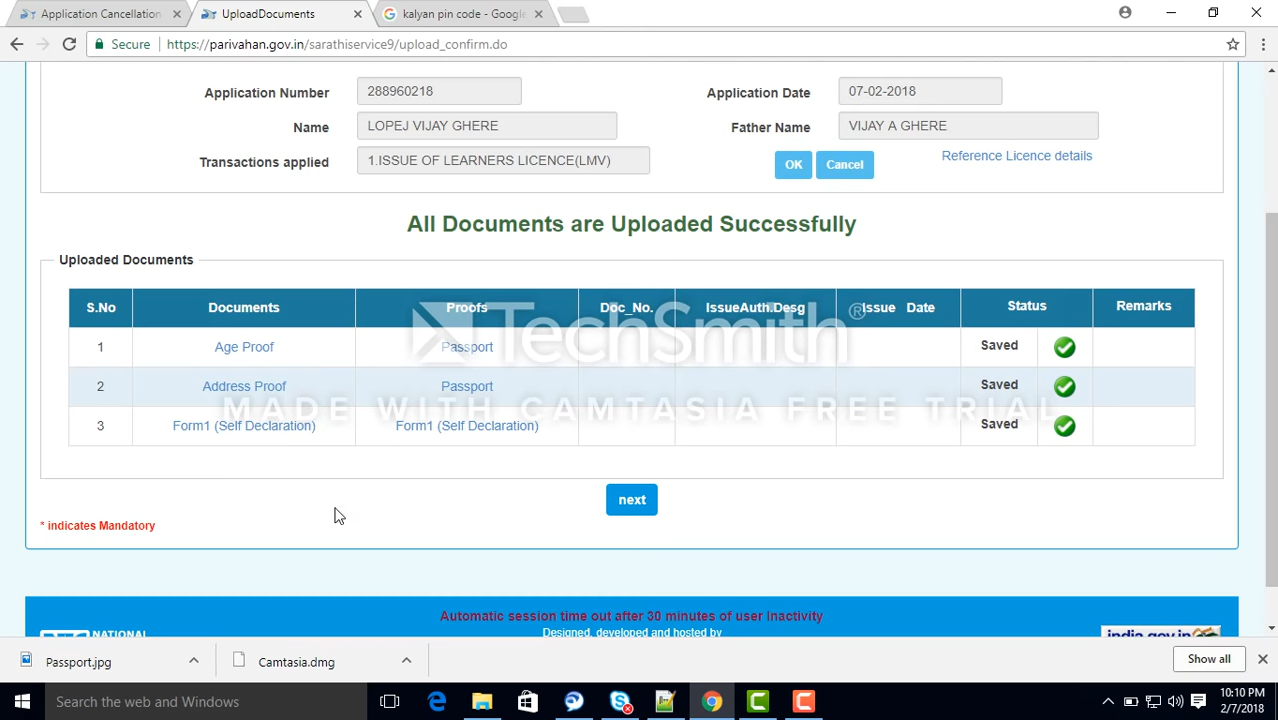 Application Cancellation
UploadDocuments
kalyan pin code - Google
Secure
https://parivahan.gov.in/sarathiservice9/upload_confirm.do
Application Number
288960218
Application Date
07-02-2018
Name
LOPEJ VIJAY GHERE
Father Name
VIJAY A GHERE
Transactions applied
1.ISSUE OF LEARNERS LICENCE(LMV)
OK
Cancel
Reference Licence details
All Documents are Uploaded Successfully
Uploaded Documents
S.No Documents Proofs Doc_No. IssueAuth.Desg Issue Date Status Remarks
1 Age Proof Passport Saved
2 Address Proof Passport Saved
3 Form1 (Self Declaration) Form1 (Self Declaration) Saved
TechSmith®
MADE WITH CAMTASIA FREE TRIAL
next
* indicates Mandatory
Automatic session time out after 30 minutes of user Inactivity
Designed, developed and hosted by
NATIONAL
india.gov.in
Passport.jpg
Camtasia.dmg
Show all
Search the web and Windows
10:10 PM
2/7/2018